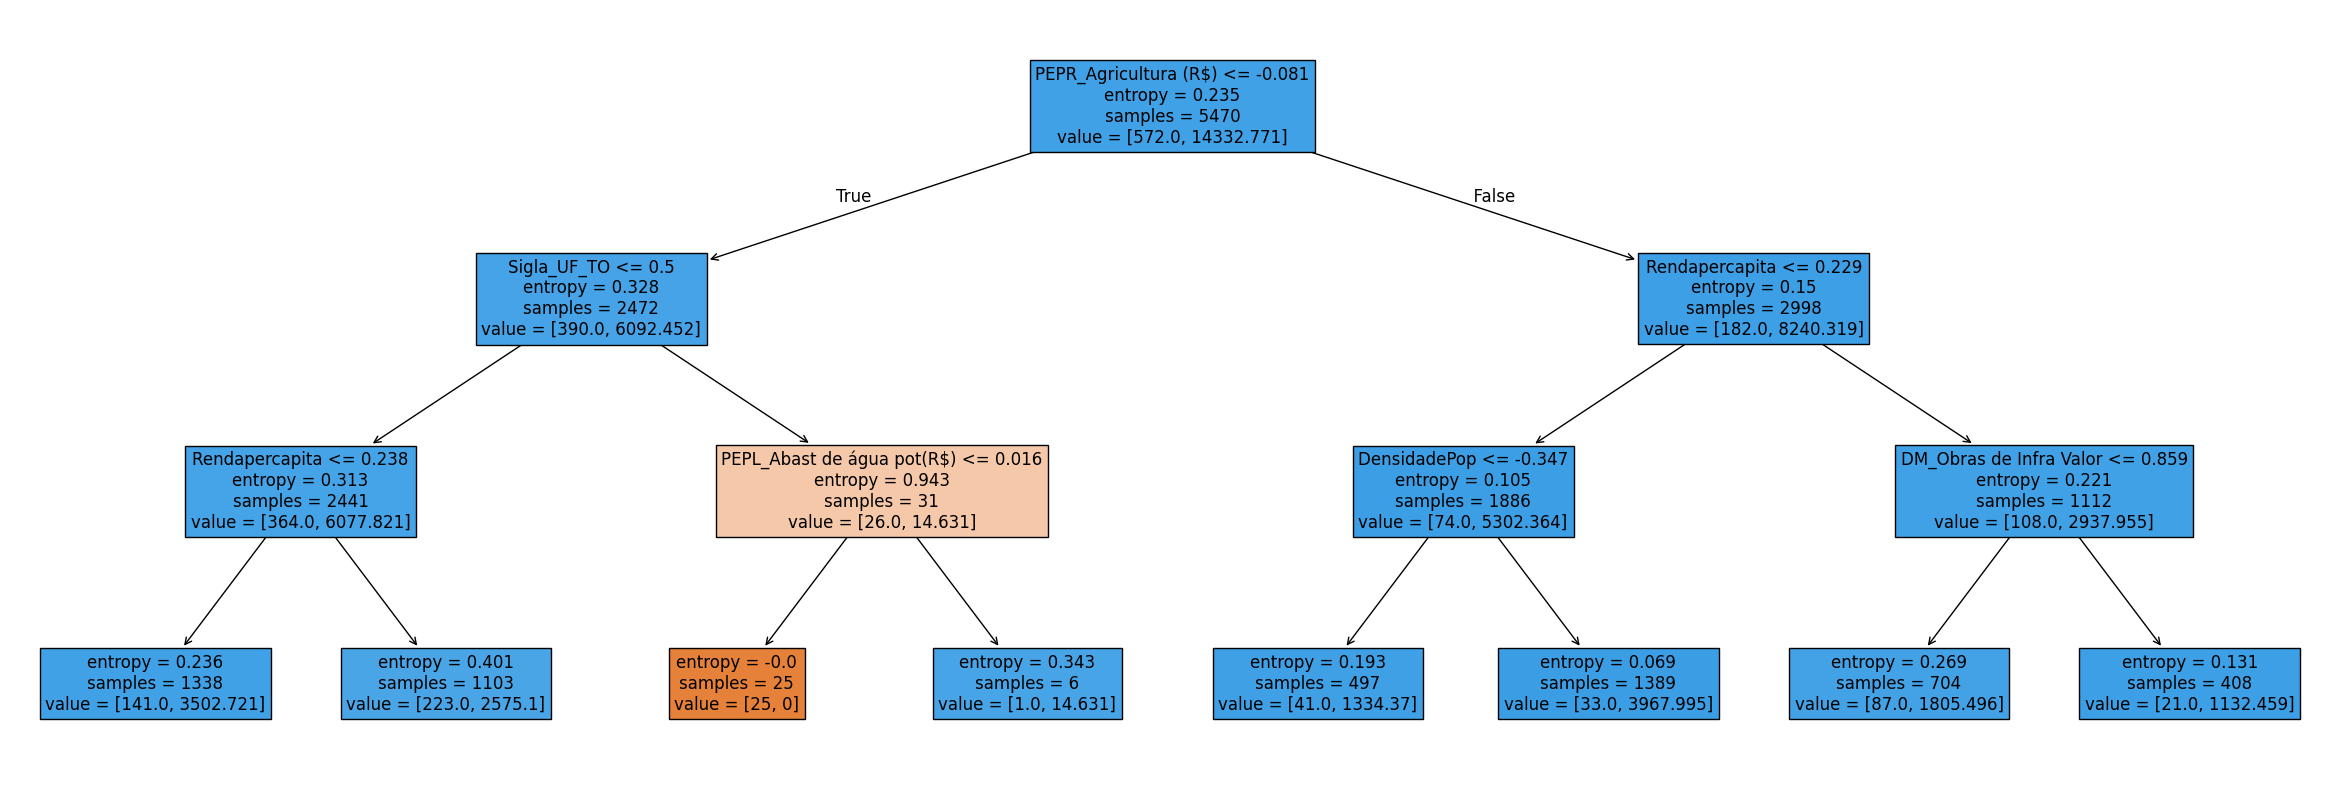 PEPR_Agricultura (R$) <= -0.081
entropy = 0.235
samples = 5470
value = [572.0, 14332.771]
True
False
Sigla_UF_TO <= 0.5
entropy = 0.328
samples = 2472
value = [390.0, 6092.452]
Rendapercapita <= 0.229
entropy = 0.15
samples = 2998
value = [182.0, 8240.319]
Rendapercapita <= 0.238
entropy = 0.313
samples = 2441
value = [364.0, 6077.821]
PEPL_Abast de água pot(R$) <= 0.016
entropy = 0.943
samples = 31
value = [26.0, 14.631]
DensidadePop <= -0.347
entropy = 0.105
samples = 1886
value = [74.0, 5302.364]
DM_Obras de Infra Valor <= 0.859
entropy = 0.221
samples = 1112
value = [108.0, 2937.955]
entropy = 0.236
samples = 1338
value = [141.0, 3502.721]
entropy = 0.401
samples = 1103
value = [223.0, 2575.1]
entropy = -0.0
samples = 25
value = [25, 0]
entropy = 0.343
samples = 6
value = [1.0, 14.631]
entropy = 0.193
samples = 497
value = [41.0, 1334.37]
entropy = 0.069
samples = 1389
value = [33.0, 3967.995]
entropy = 0.269
samples = 704
value = [87.0, 1805.496]
entropy = 0.131
samples = 408
value = [21.0, 1132.459]